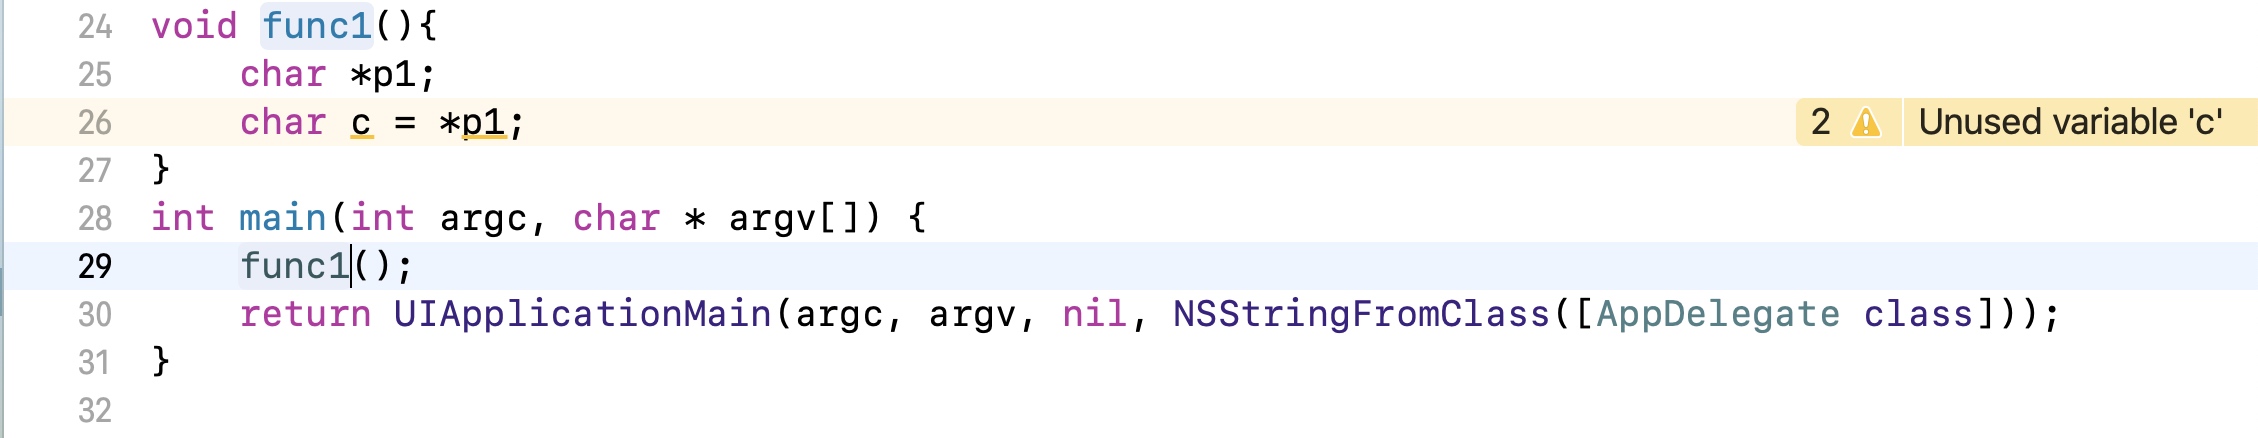 24 void func1(){
25 char *p1;
26 char c = *p1; 2 Unused variable 'c'
27 }
28 int main(int argc, char * argv[]) {
29 func1();
30 return UIApplicationMain(argc, argv, nil, NSStringFromClass([AppDelegate class]));
31 }
32